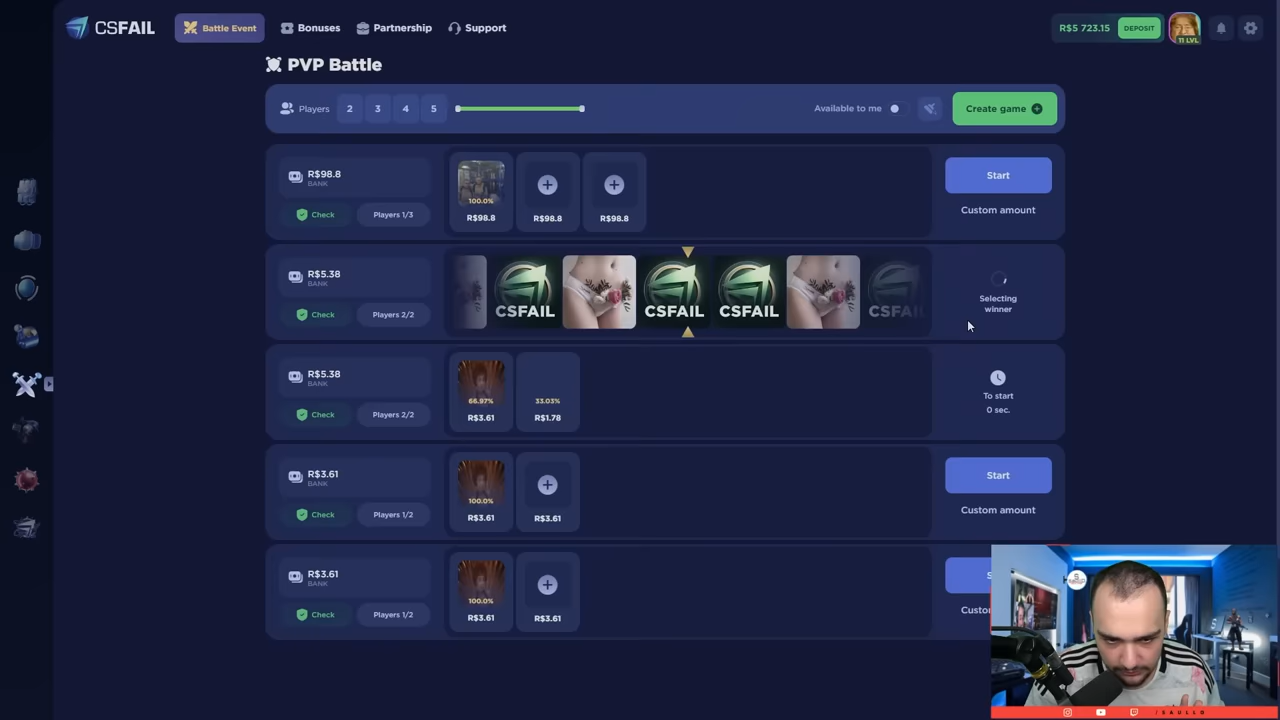 CSFAIL
Battle Event
Bonuses
Partnership
Support
R$5 723.15
DEPOSIT
11 LVL
PVP Battle
Players
2
3
4
5
Available to me
Create game
R$98.8
BANK
Check
Players 1/3
100.0%
R$98.8
R$98.8
R$98.8
Start
Custom amount
R$5.38
BANK
Check
Players 2/2
CSFAIL
CSFAIL
CSFAIL
CSFAIL
Selecting
winner
R$5.38
BANK
Check
Players 2/2
66.97%
R$3.61
33.03%
R$1.78
To start
0 sec.
R$3.61
BANK
Check
Players 1/2
100.0%
R$3.61
R$3.61
Start
Custom amount
R$3.61
BANK
Check
Players 1/2
100.0%
R$3.61
R$3.61
S
Custo
/SAULLO